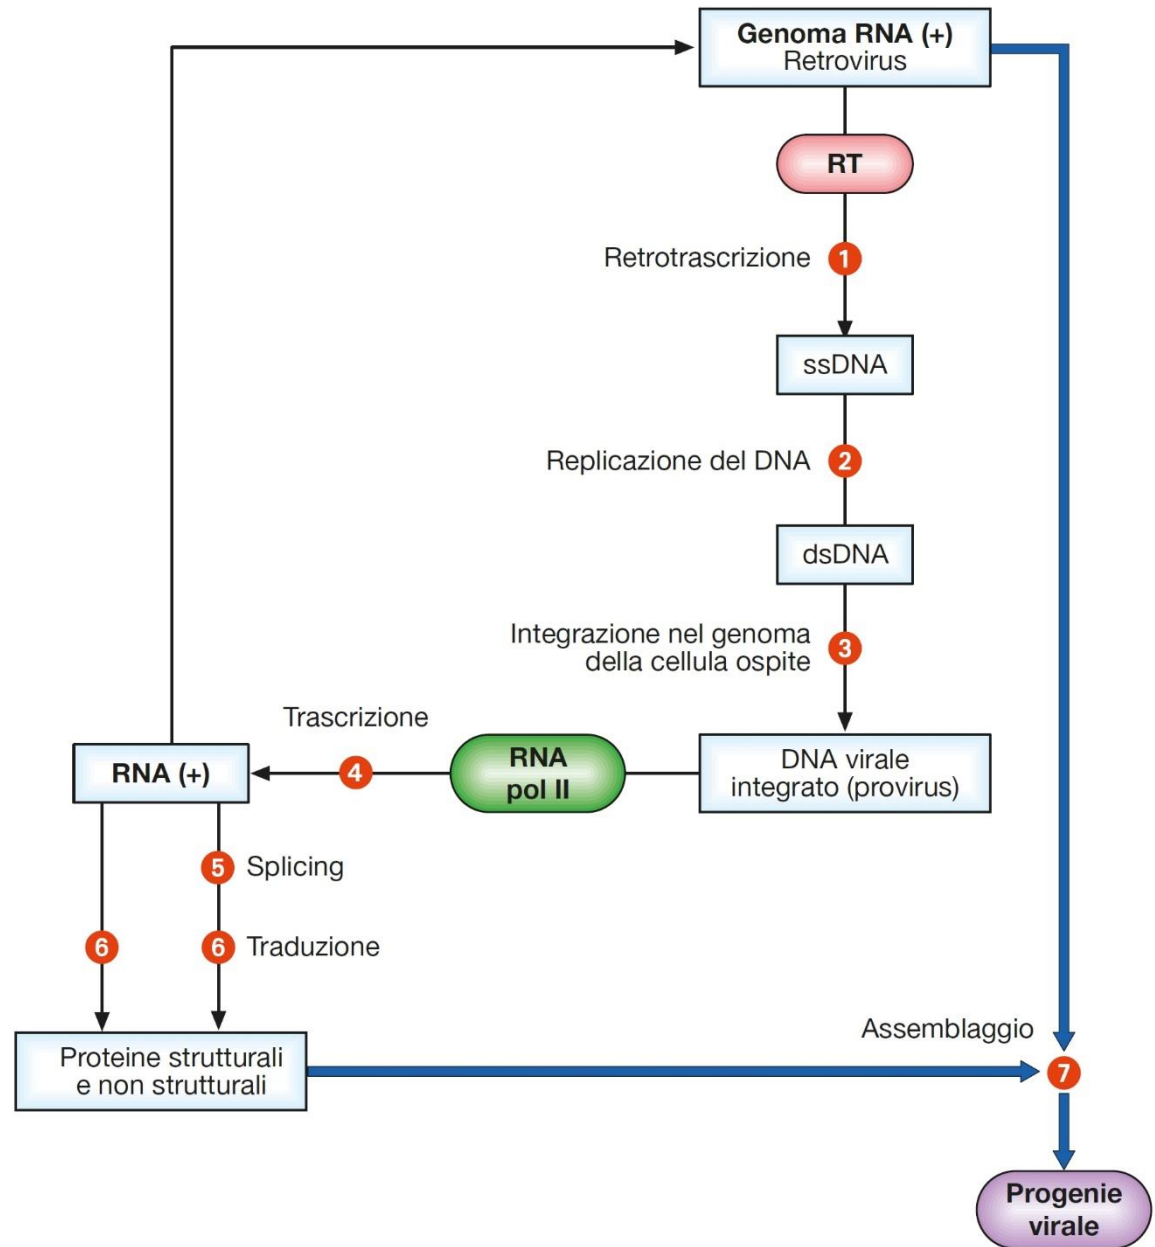 Genoma RNA (+)
Retrovirus
RT
Retrotrascrizione
1
ssDNA
Replicazione del DNA
2
dsDNA
Integrazione nel genoma
della cellula ospite
3
DNA virale
integrato (provirus)
RNA
pol II
Trascrizione
4
RNA (+)
5 Splicing
6
6 Traduzione
Proteine strutturali
e non strutturali
Assemblaggio
7
Progenie
virale